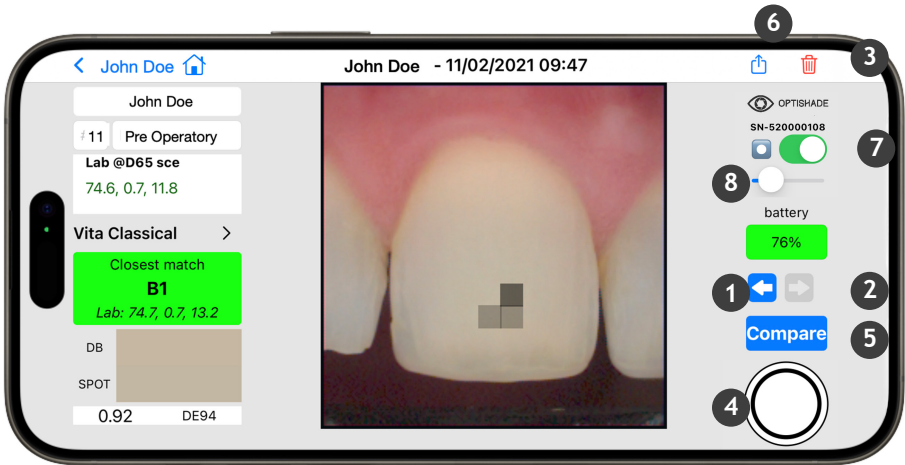 6
John Doe
John Doe - 11/02/2021 09:47
3
John Doe
11 Pre Operatory
Lab @D65 sce
74.6, 0.7, 11.8
Vita Classical
Closest match
B1
Lab: 74.7, 0.7, 13.2
DB
SPOT
0.92 DE94
OPTISHADE
SN-520000108
7
8
battery
76%
1
2
Compare
5
4